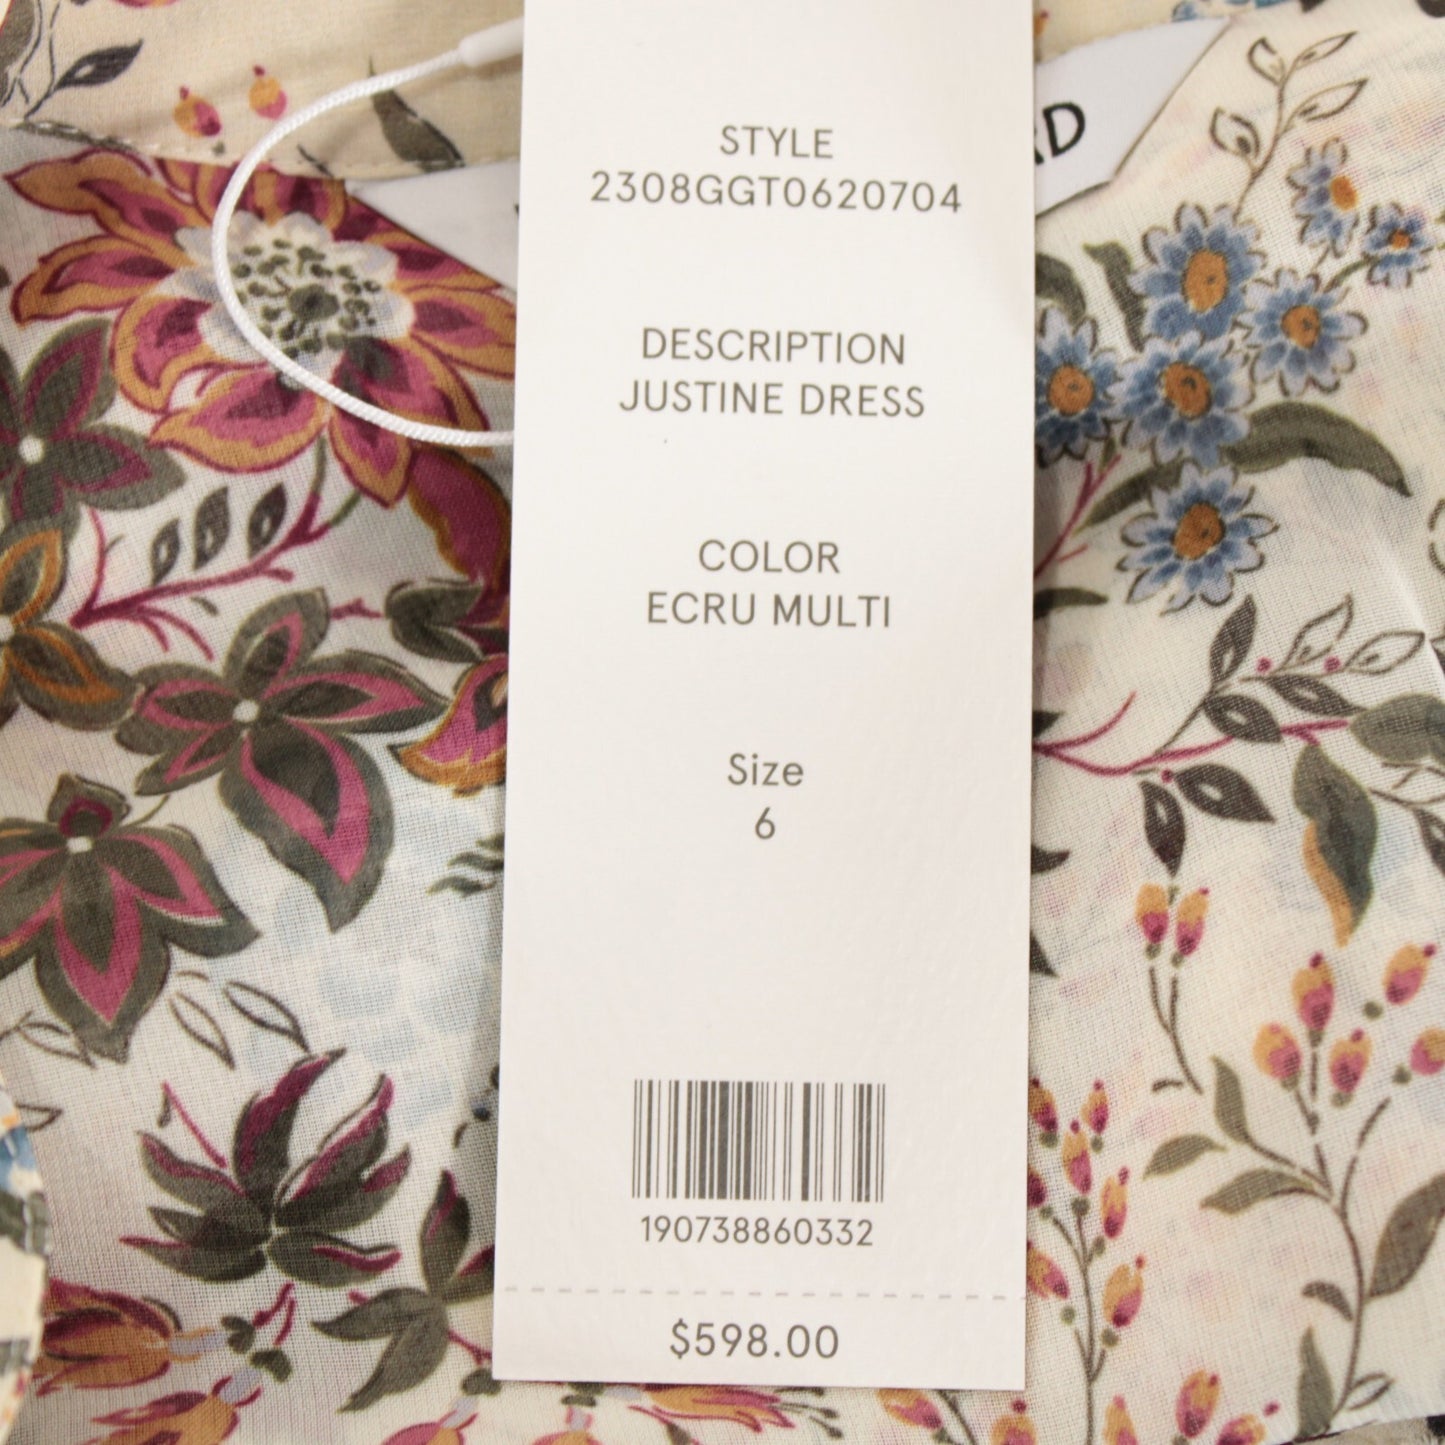 STYLE
2308GGT0620704
DESCRIPTION
JUSTINE DRESS
COLOR
ECRU MULTI
Size
6
190738860332
$598.00